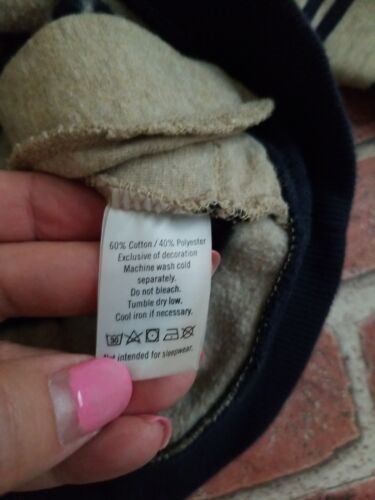 60% Cotton / 40% Polyester
Exclusive of decoration
Machine wash cold
separately.
Do not bleach.
Tumble dry low.
Cool iron if necessary.
Not intended for sleepwear.